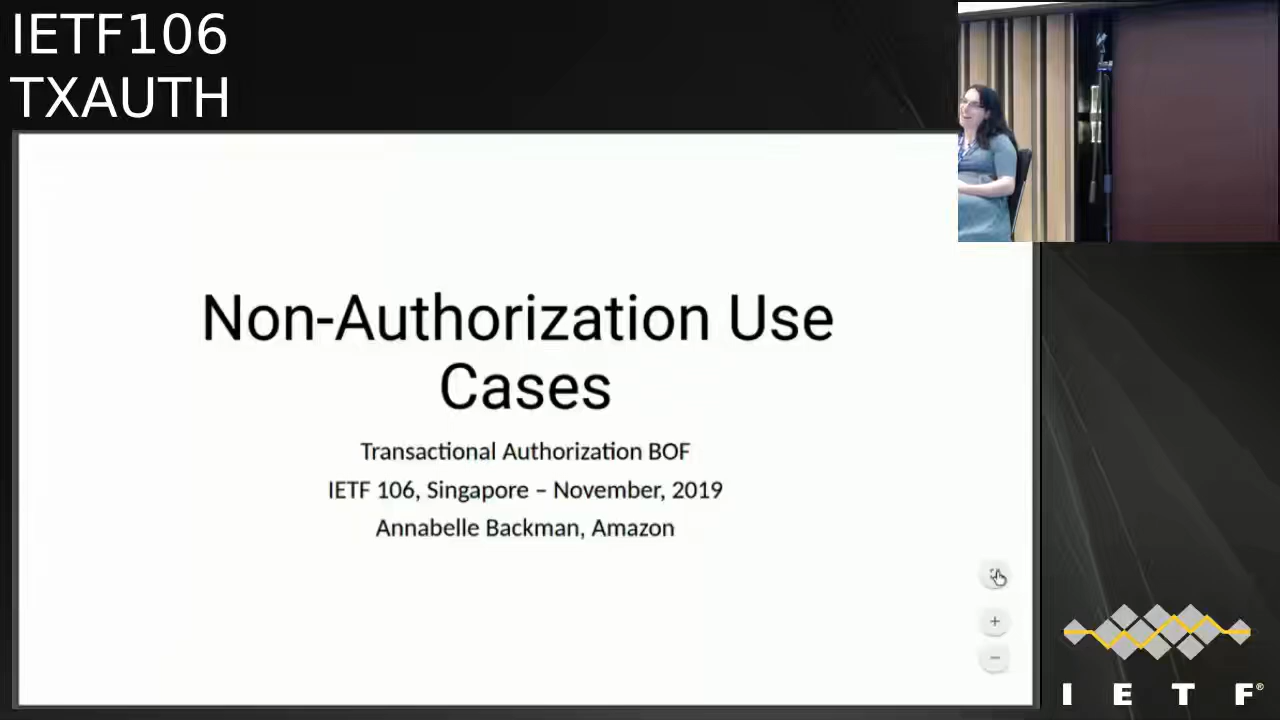 IETF106
TXAUTH
Non-Authorization Use
Cases
Transactional Authorization BOF
IETF 106, Singapore – November, 2019
Annabelle Backman, Amazon
+
−
I E T F®